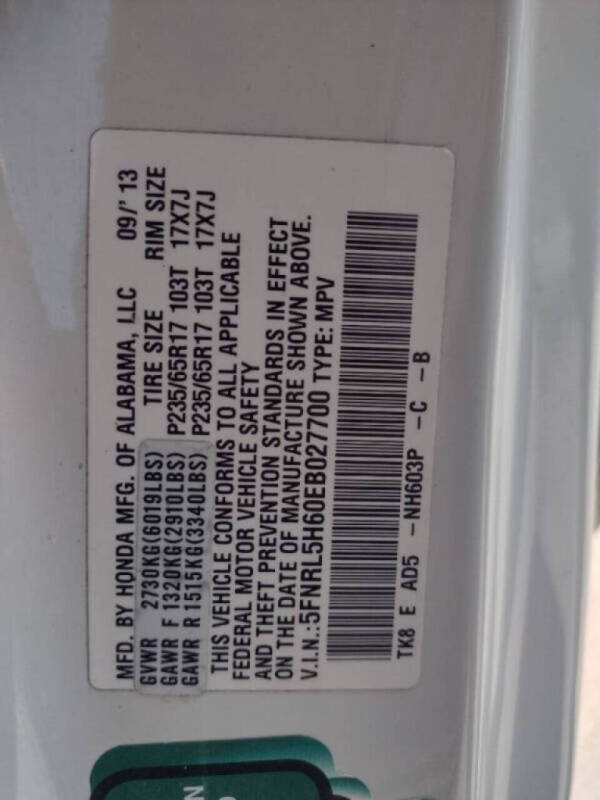 MFD. BY HONDA MFG. OF ALABAMA, LLC 09/'13
GVWR 2730KG(6019LBS) TIRE SIZE RIM SIZE
GAWR F 1320KG(2910LBS) P235/65R17 103T 17X7J
GAWR R 1515KG(3340LBS) P235/65R17 103T 17X7J
THIS VEHICLE CONFORMS TO ALL APPLICABLE
FEDERAL MOTOR VEHICLE SAFETY
AND THEFT PREVENTION STANDARDS IN EFFECT
ON THE DATE OF MANUFACTURE SHOWN ABOVE.
V.I.N.:5FNRL5H60EB027700 TYPE: MPV
TK8 E AD5 -NH603P -C -B